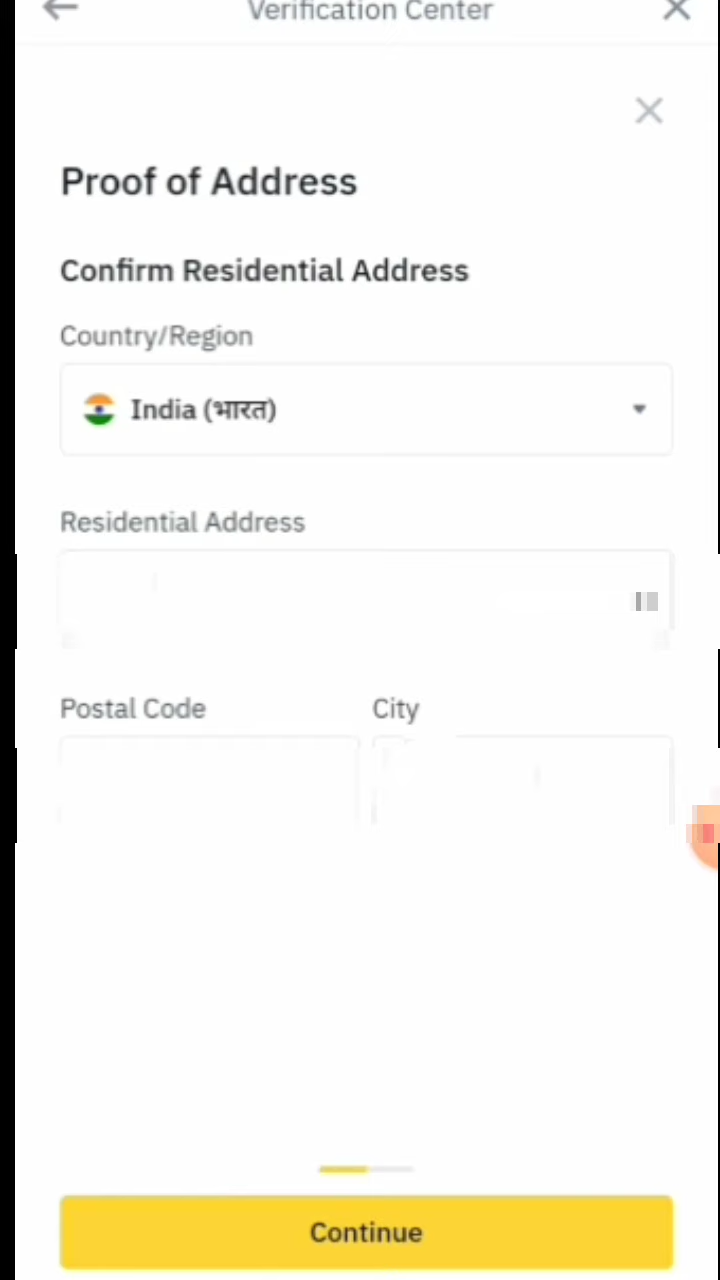 Verification Center
Proof of Address
Confirm Residential Address
Country/Region
India (भारत)
Residential Address
Postal Code
City
Continue